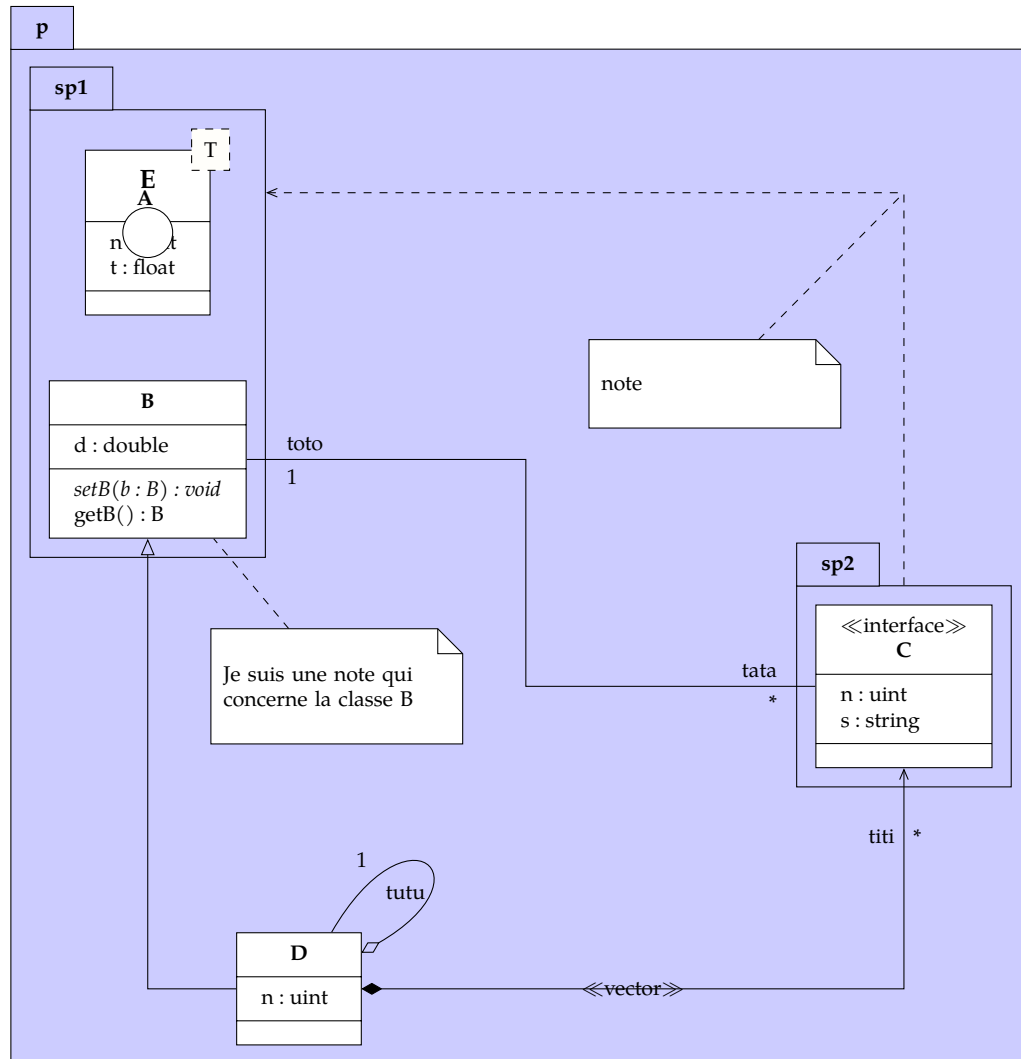 p
sp1
T
E
A
n
t : float
B
d : double
setB(b : B) : void
getB() : B
toto
1
note
Je suis une note qui
concerne la classe B
sp2
≪interface≫
C
n : uint
s : string
tata
*
titi
*
1
tutu
D
n : uint
≪vector≫